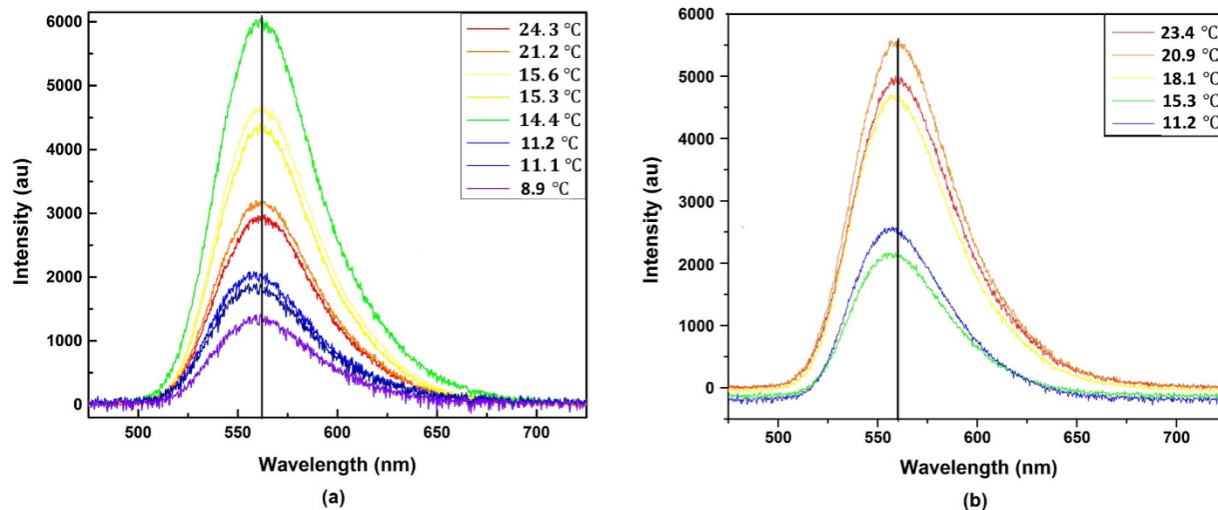 6000
5000
4000
3000
2000
1000
0
Intensity (au)
24.3 °C
21.2 °C
15.6 °C
15.3 °C
14.4 °C
11.2 °C
11.1 °C
8.9 °C
500 550 600 650 700
Wavelength (nm)
(a)
6000
5000
4000
3000
2000
1000
0
Intensity (au)
23.4 °C
20.9 °C
18.1 °C
15.3 °C
11.2 °C
500 550 600 650 700
Wavelength (nm)
(b)